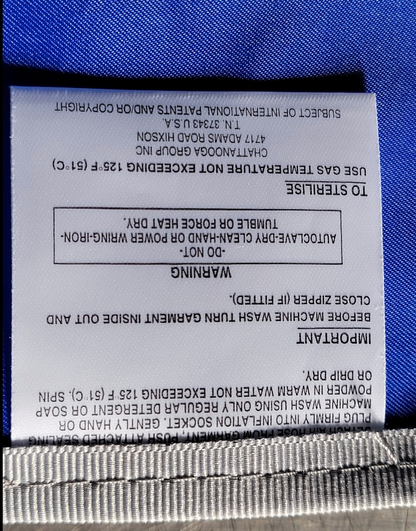 DETACH HOSE FROM GARMENT, PUSH ATTACHED SEALING
PLUG FIRMLY INTO INFLATION SOCKET. GENTLY HAND OR
MACHINE WASH USING ONLY REGULAR DETERGENT OR SOAP
POWDER IN WARM WATER NOT EXCEEDING 125°F (51°C), SPIN
OR DRIP DRY.
IMPORTANT
BEFORE MACHINE WASH TURN GARMENT INSIDE OUT AND
CLOSE ZIPPER (IF FITTED).
WARNING
-DO NOT-
AUTOCLAVE-DRY CLEAN-HAND OR POWER WRING-IRON-
TUMBLE OR FORCE HEAT DRY.
TO STERILISE
USE GAS TEMPERATURE NOT EXCEEDING 125°F (51°C)
CHATTANOOGA GROUP INC
4717 ADAMS ROAD HIXSON
T.N. 37343 U.S.A.
SUBJECT OF INTERNATIONAL PATENTS AND/OR COPYRIGHT